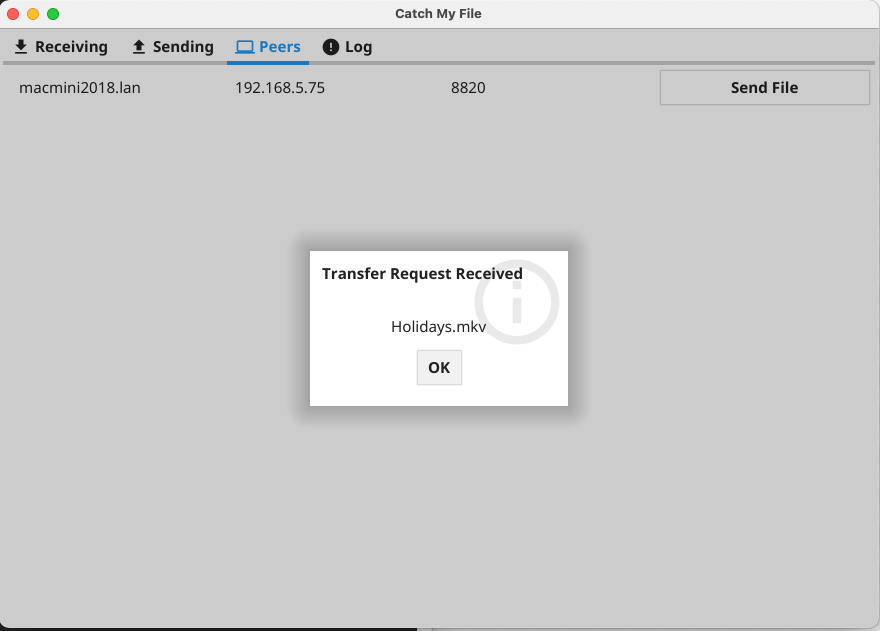 Catch My File
Receiving Sending Peers Log
macmini2018.lan 192.168.5.75 8820 Send File
Transfer Request Received
Holidays.mkv
OK